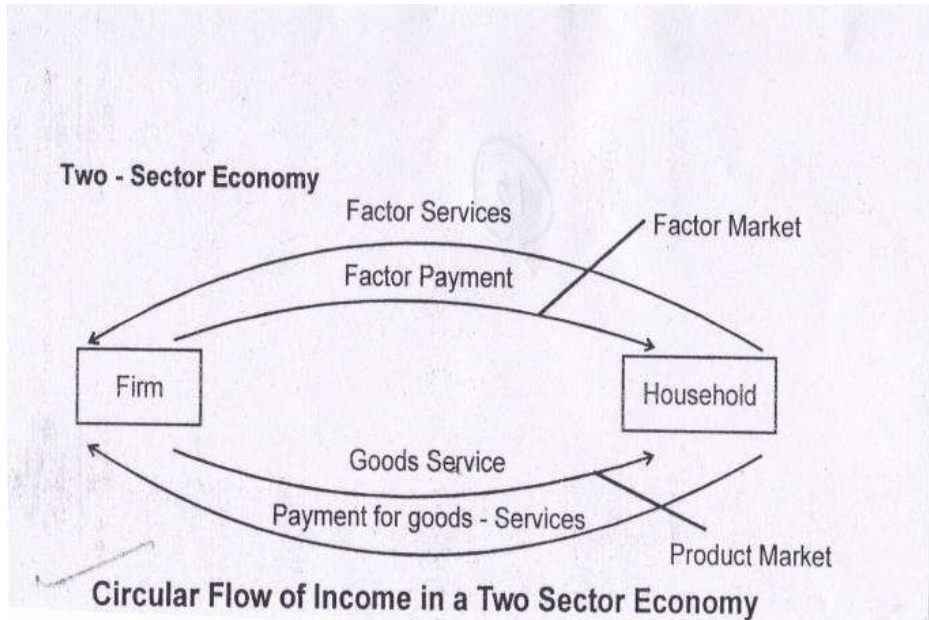 Two - Sector Economy
Factor Services
Factor Market
Factor Payment
Firm
Household
Goods Service
Payment for goods - Services
Product Market
Circular Flow of Income in a Two Sector Economy